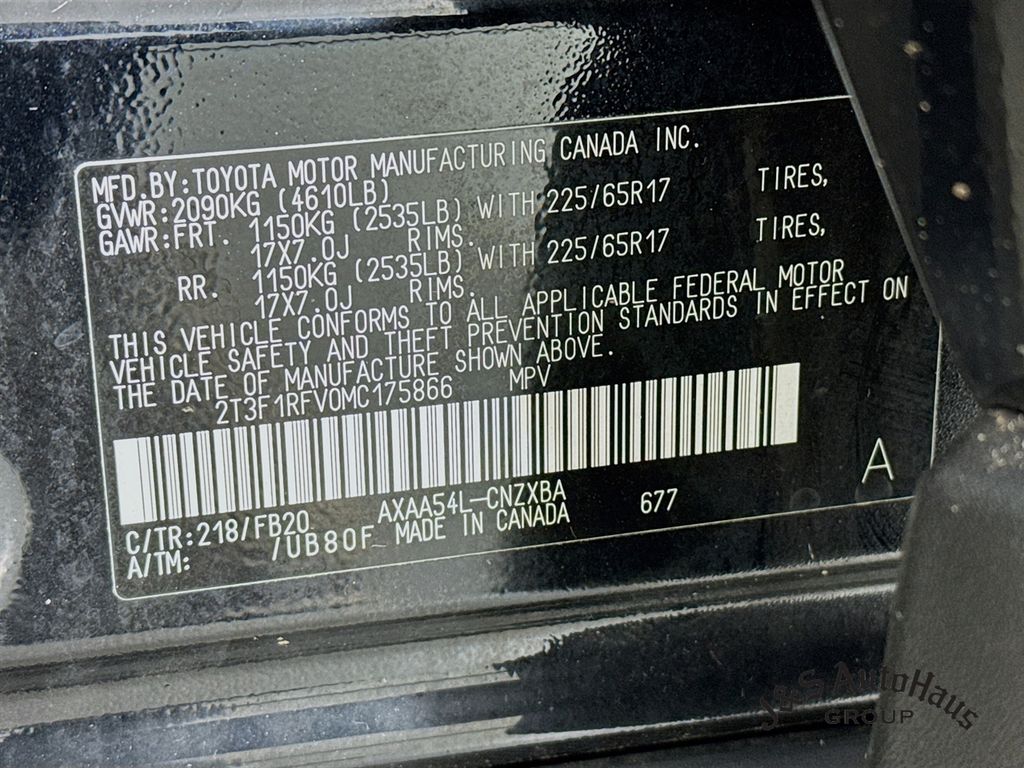 MFD.BY:TOYOTA MOTOR MANUFACTURING CANADA INC.
GVWR:2090KG (4610LB)
GAWR:FRT. 1150KG (2535LB) WITH 225/65R17 TIRES,
17X7.0J RIMS.
RR. 1150KG (2535LB) WITH 225/65R17 TIRES,
17X7.0J RIMS.
THIS VEHICLE CONFORMS TO ALL APPLICABLE FEDERAL MOTOR
VEHICLE SAFETY AND THEFT PREVENTION STANDARDS IN EFFECT ON
THE DATE OF MANUFACTURE SHOWN ABOVE.
2T3F1RFV0MC175866 MPV
A
C/TR:218/FB20 AXAA54L-CNZXBA 677
A/TM: /UB80F MADE IN CANADA
S&S AutoHaus
GROUP